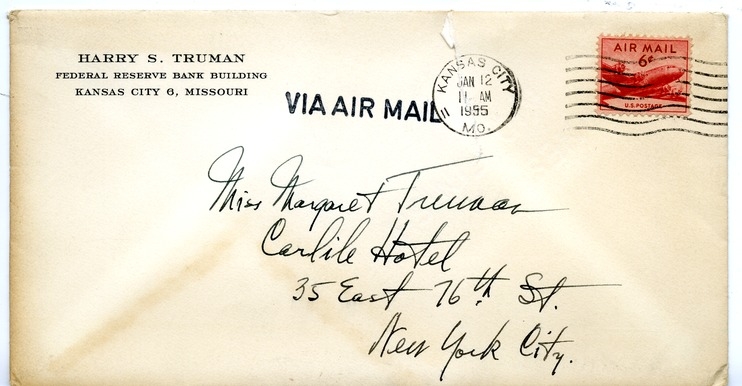 HARRY S. TRUMAN
FEDERAL RESERVE BANK BUILDING
KANSAS CITY 6, MISSOURI
VIA AIR MAIL
KANSAS CITY
JAN 12
11 AM
1955
MO.
AIR MAIL
6¢
U.S. POSTAGE
Miss Margaret Truman
Carlile Hotel
35 East 76th St.
New York City.